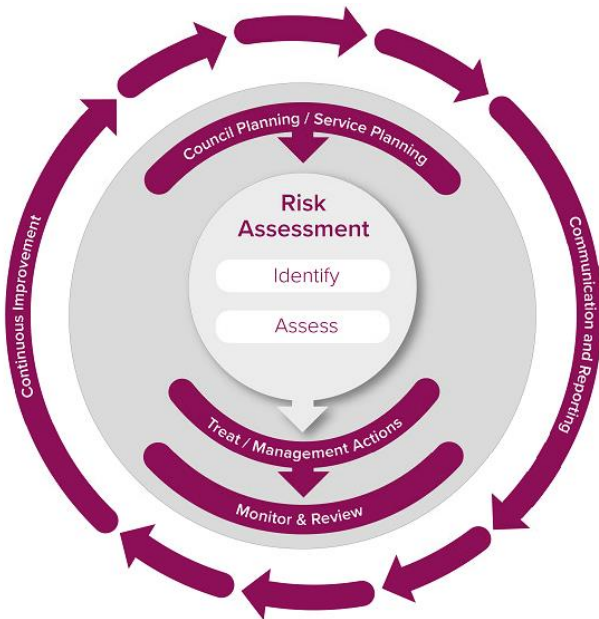 Council Planning / Service Planning
Risk
Assessment
Identify
Assess
Treat / Management Actions
Monitor & Review
Continuous Improvement
Communication and Reporting